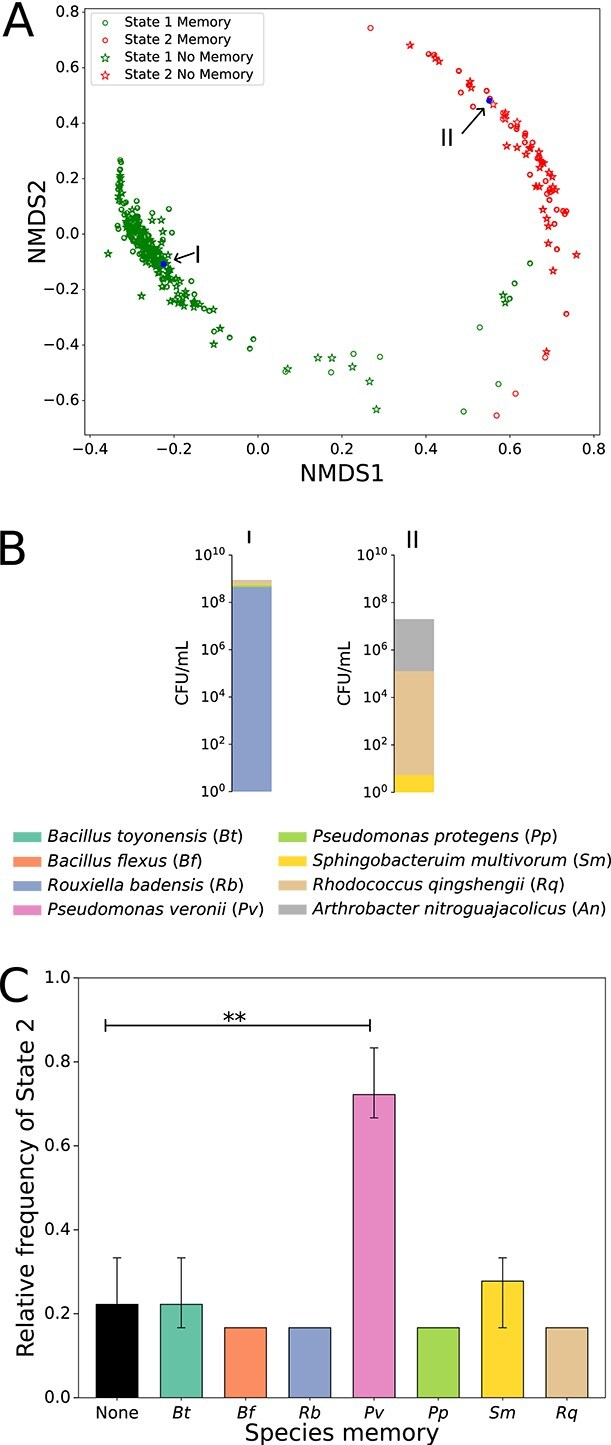 A
State 1 Memory
State 2 Memory
State 1 No Memory
State 2 No Memory
0.8
0.6
0.4
0.2
0.0
−0.2
−0.4
−0.6
NMDS2
II
I
−0.4 −0.2 0.0 0.2 0.4 0.6 0.8
NMDS1
B
I II
10^10 10^10
10^8 10^8
10^6 10^6
10^4 10^4
10^2 10^2
10^0 10^0
CFU/mL CFU/mL
Bacillus toyonensis (Bt) Pseudomonas protegens (Pp)
Bacillus flexus (Bf) Sphingobacteruim multivorum (Sm)
Rouxiella badensis (Rb) Rhodococcus qingshengii (Rq)
Pseudomonas veronii (Pv) Arthrobacter nitroguajacolicus (An)
C
1.0
0.8
0.6
0.4
0.2
0.0
Relative frequency of State 2
**
None Bt Bf Rb Pv Pp Sm Rq
Species memory